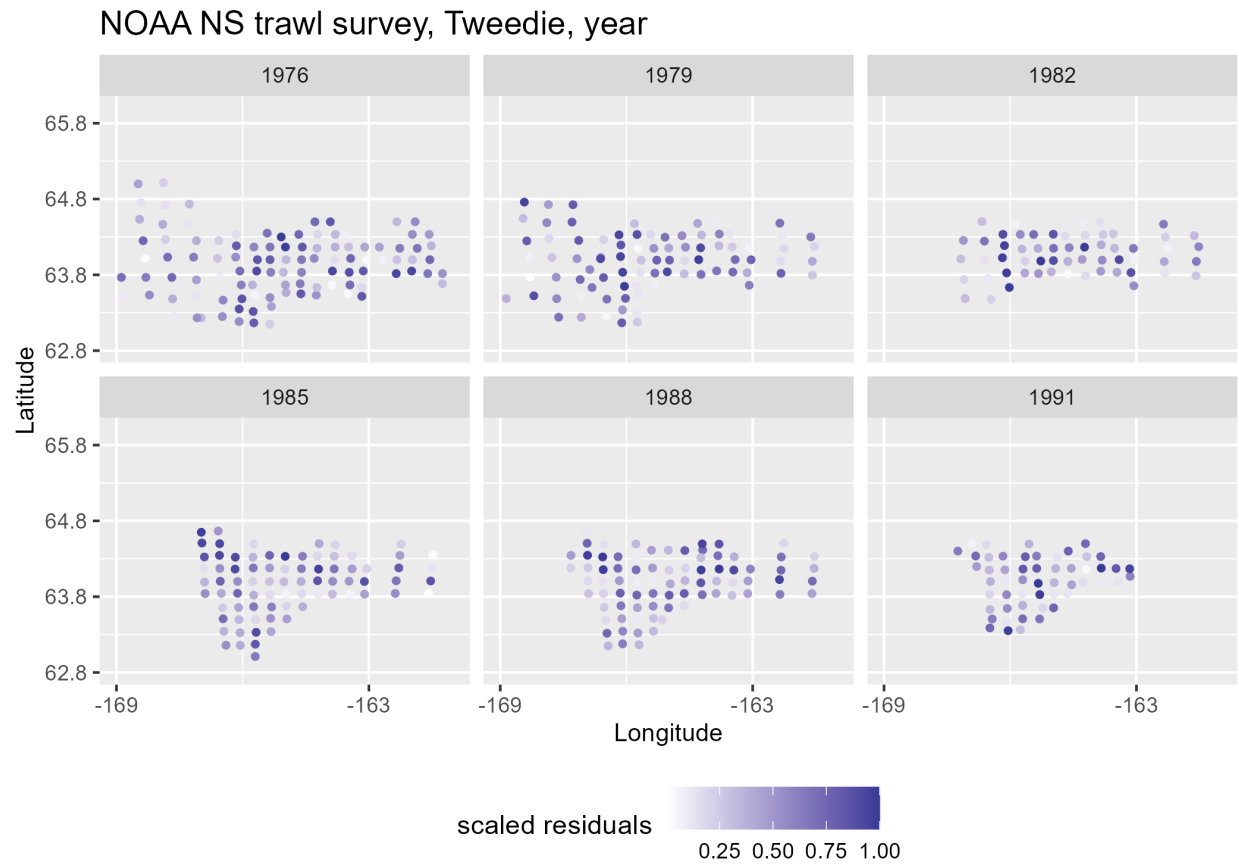 NOAA NS trawl survey, Tweedie, year
1976 1979 1982
65.8
64.8
63.8
62.8
1985 1988 1991
65.8
64.8
63.8
62.8
Latitude
-169 -163 -169 -163 -169 -163
Longitude
scaled residuals
0.25 0.50 0.75 1.00